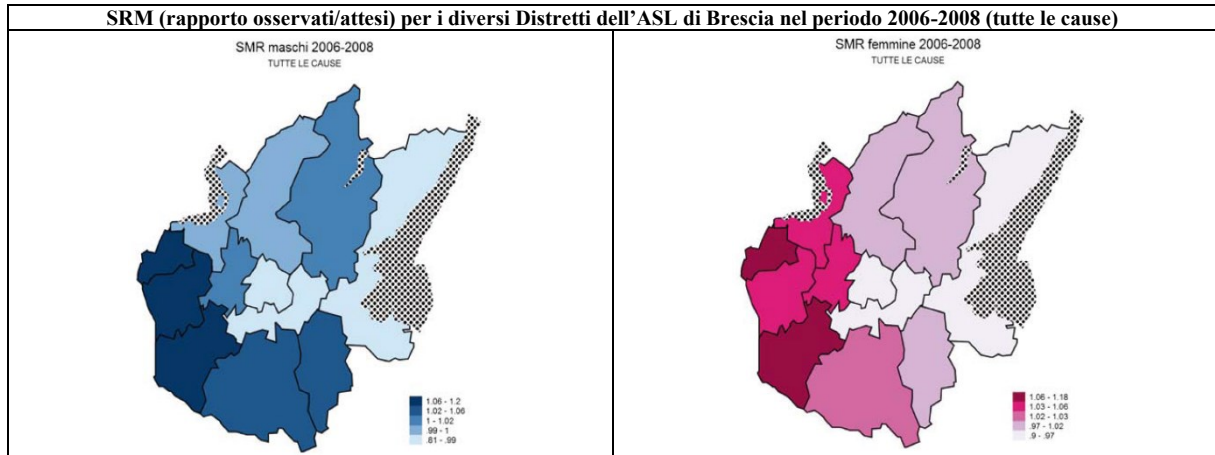 SRM (rapporto osservati/attesi) per i diversi Distretti dell’ASL di Brescia nel periodo 2006-2008 (tutte le cause)
SMR maschi 2006-2008
TUTTE LE CAUSE
1.06 - 1.2
1.02 - 1.06
1 - 1.02
.99 - 1
.81 - .99
SMR femmine 2006-2008
TUTTE LE CAUSE
1.06 - 1.18
1.03 - 1.06
1.02 - 1.03
.97 - 1.02
.9 - .97